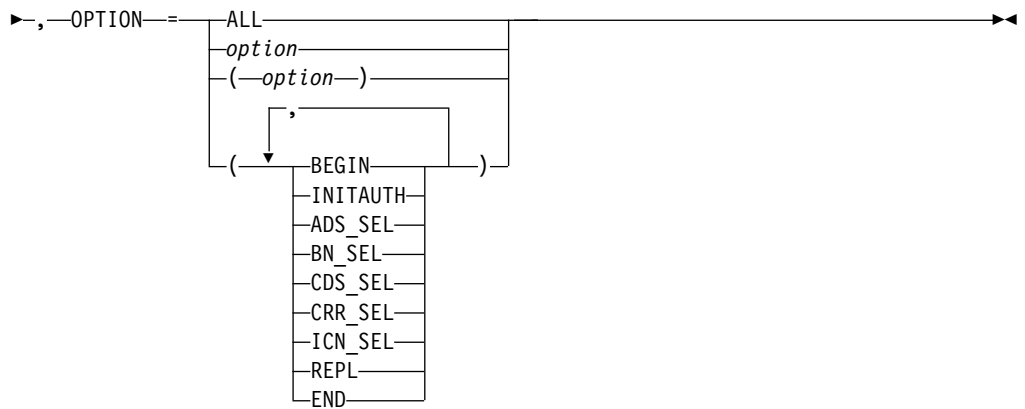 , OPTION = ALL
option
( option )
,
( BEGIN )
INITAUTH
ADS_SEL
BN_SEL
CDS_SEL
CRR_SEL
ICN_SEL
REPL
END